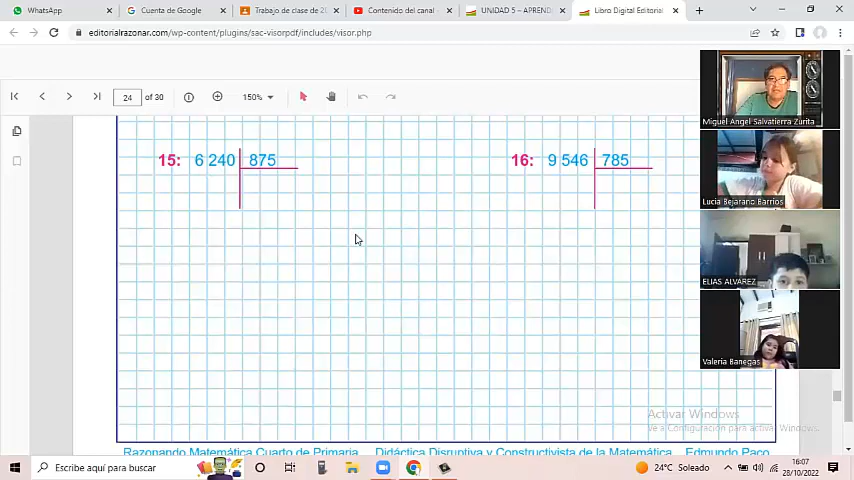 WhatsApp
Cuenta de Google
Trabajo de clase de 20
Contenido del canal
UNIDAD 5 – APREND
Libro Digital Editorial
editorialrazonar.com/wp-content/plugins/sac-visorpdf/includes/visor.php
24 of 30
150%
15: 6 240 875
16: 9 546 785
Miguel Angel Salvatierra Zurita
Lucia Bejarano Barrios
ELIAS ALVAREZ
Valeria Banegas
Activar Windows
Ve a Configuración para activar Windows.
Razonando Matemática Cuarto de Primaria Didáctica Disruptiva y Constructivista de la Matemática Edmundo Paco
Escribe aquí para buscar
24°C Soleado
16:07
28/10/2022